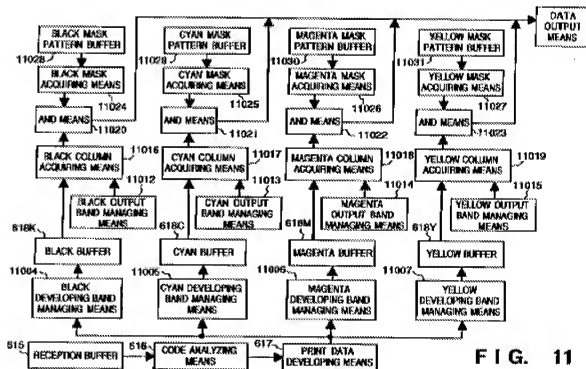 DATA OUTPUT MEANS
BLACK MASK PATTERN BUFFER
CYAN MASK PATTERN BUFFER
MAGENTA MASK PATTERN BUFFER
YELLOW MASK PATTERN BUFFER
11028 11029 11030 11031
BLACK MASK ACQUIRING MEANS
CYAN MASK ACQUIRING MEANS
MAGENTA MASK ACQUIRING MEANS
YELLOW MASK ACQUIRING MEANS
11024 11025 11026 11027
AND MEANS AND MEANS AND MEANS AND MEANS
11020 11021 11022 11023
11016 11017 11018 11019
BLACK COLUMN ACQUIRING MEANS
CYAN COLUMN ACQUIRING MEANS
MAGENTA COLUMN ACQUIRING MEANS
YELLOW COLUMN ACQUIRING MEANS
11012 11013 11014 11015
BLACK OUTPUT BAND MANAGING MEANS
CYAN OUTPUT BAND MANAGING MEANS
MAGENTA OUTPUT BAND MANAGING MEANS
YELLOW OUTPUT BAND MANAGING MEANS
618K 618C 618M 618Y
BLACK BUFFER CYAN BUFFER MAGENTA BUFFER YELLOW BUFFER
11004 11005 11006 11007
BLACK DEVELOPING BAND MANAGING MEANS
CYAN DEVELOPING BAND MANAGING MEANS
MAGENTA DEVELOPING BAND MANAGING MEANS
YELLOW DEVELOPING BAND MANAGING MEANS
615 616 617
RECEPTION BUFFER
CODE ANALYZING MEANS
PRINT DATA DEVELOPING MEANS
FIG. 11